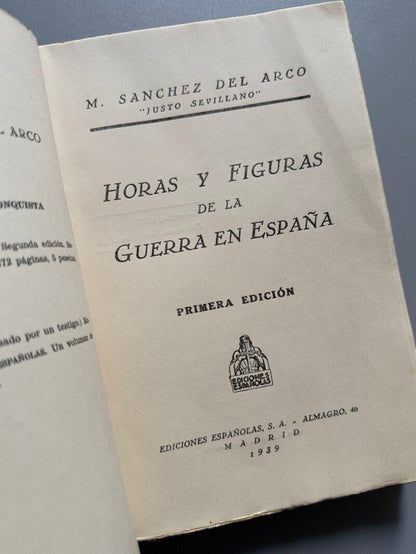 ARCO
ONQUISTA
Segunda edición.
72 páginas, 5 pesetas
sado por un testigo.)
SPAÑOLAS. Un volumen
M. SANCHEZ DEL ARCO
"JUSTO SEVILLANO"
HORAS Y FIGURAS
DE LA
GUERRA EN ESPAÑA
PRIMERA EDICIÓN
EDICIONES
ESPAÑOLAS
EDICIONES ESPAÑOLAS, S. A. - ALMAGRO, 40
MADRID
1939